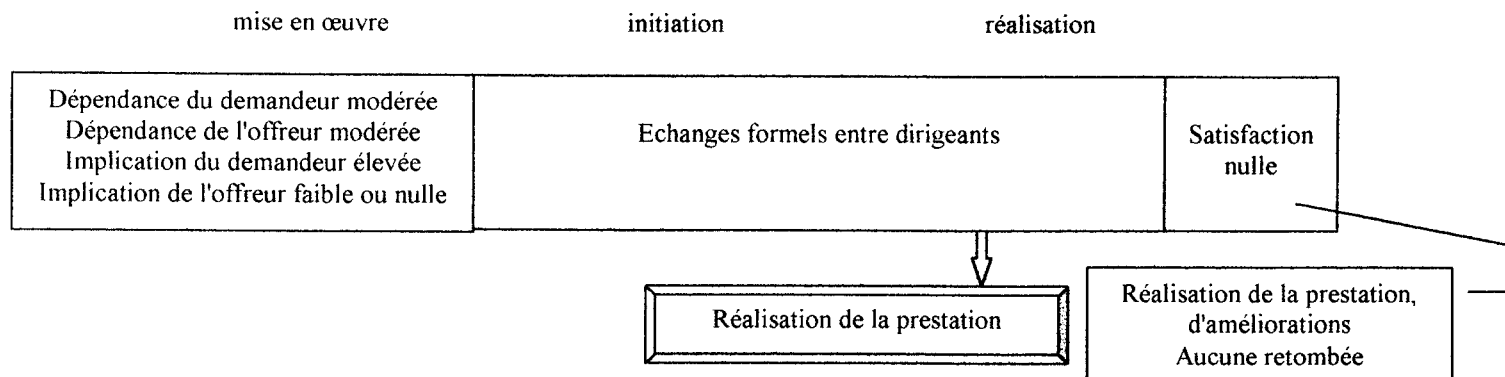 mise en œuvre
initiation
réalisation
Dépendance du demandeur modérée
Dépendance de l'offreur modérée
Implication du demandeur élevée
Implication de l'offreur faible ou nulle
Echanges formels entre dirigeants
Satisfaction
nulle
Réalisation de la prestation
Réalisation de la prestation,
d'améliorations
Aucune retombée